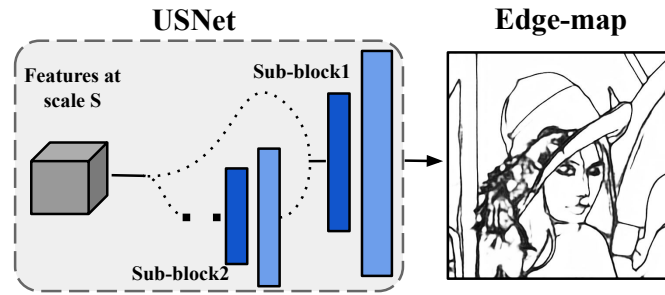 USNet
Edge-map
Features at
scale S
Sub-block1
Sub-block2